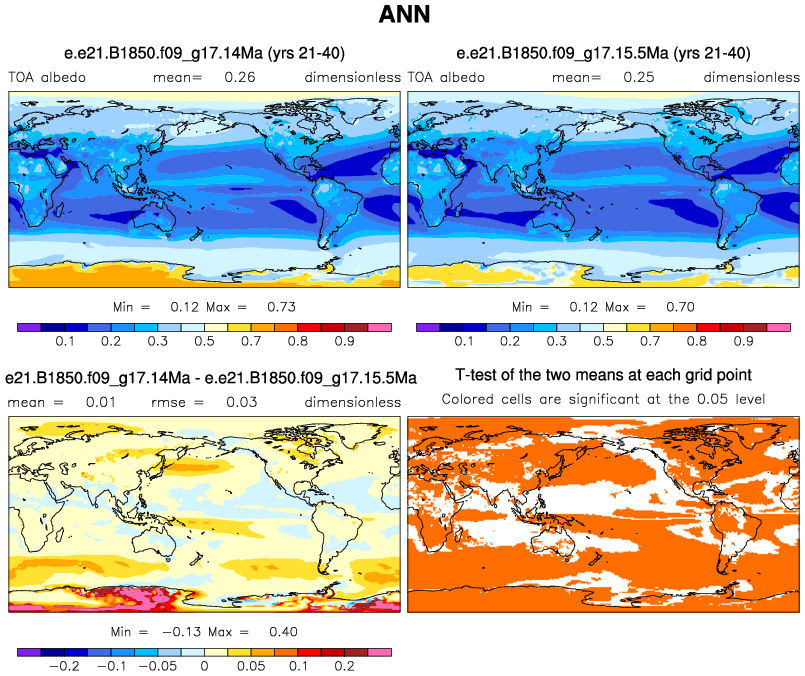 ANN
e.e21.B1850.f09_g17.14Ma (yrs 21-40)
TOA albedo mean= 0.26 dimensionless
Min = 0.12 Max = 0.73
0.1 0.2 0.3 0.5 0.7 0.8 0.9
e.e21.B1850.f09_g17.15.5Ma (yrs 21-40)
TOA albedo mean= 0.25 dimensionless
Min = 0.12 Max = 0.70
0.1 0.2 0.3 0.5 0.7 0.8 0.9
e21.B1850.f09_g17.14Ma - e.e21.B1850.f09_g17.15.5Ma
mean = 0.01 rmse = 0.03 dimensionless
Min = −0.13 Max = 0.40
−0.2 −0.1 −0.05 0 0.05 0.1 0.2
T-test of the two means at each grid point
Colored cells are significant at the 0.05 level